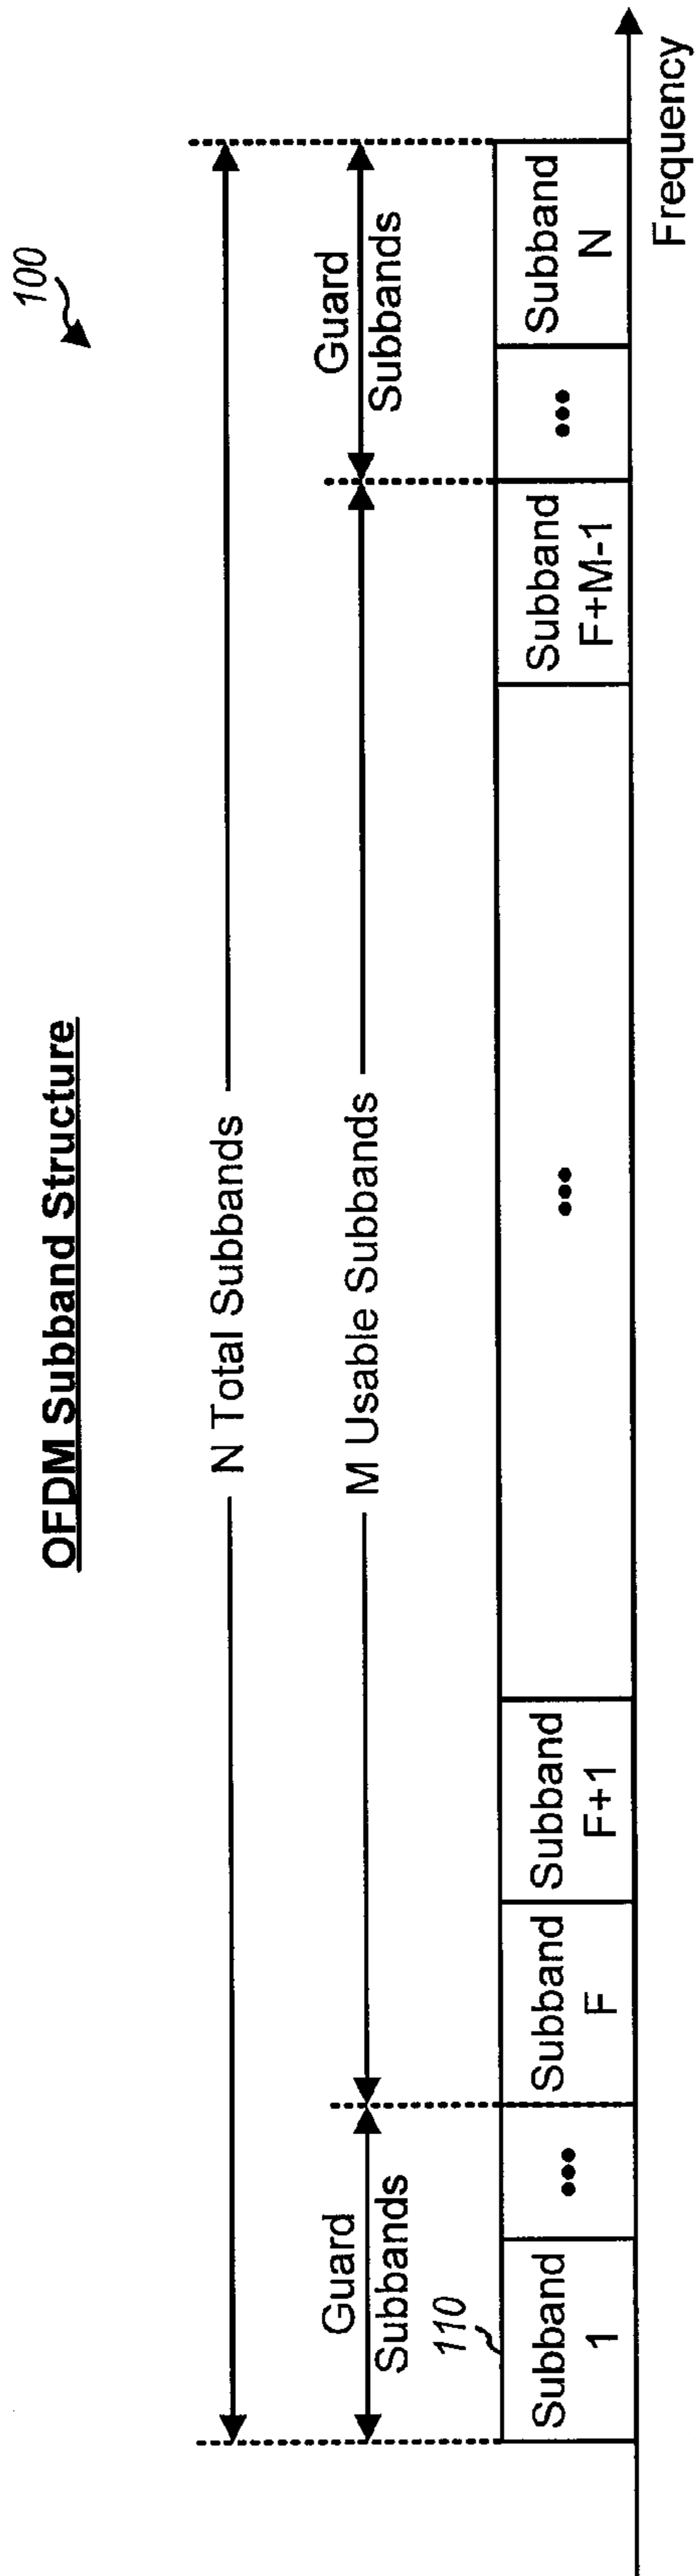 100
OFDM Subband Structure
N Total Subbands
Guard
Subbands
M Usable Subbands
Guard
Subbands
110
Subband
1
•••
Subband
F
Subband
F+1
•••
Subband
F+M-1
•••
Subband
N
Frequency